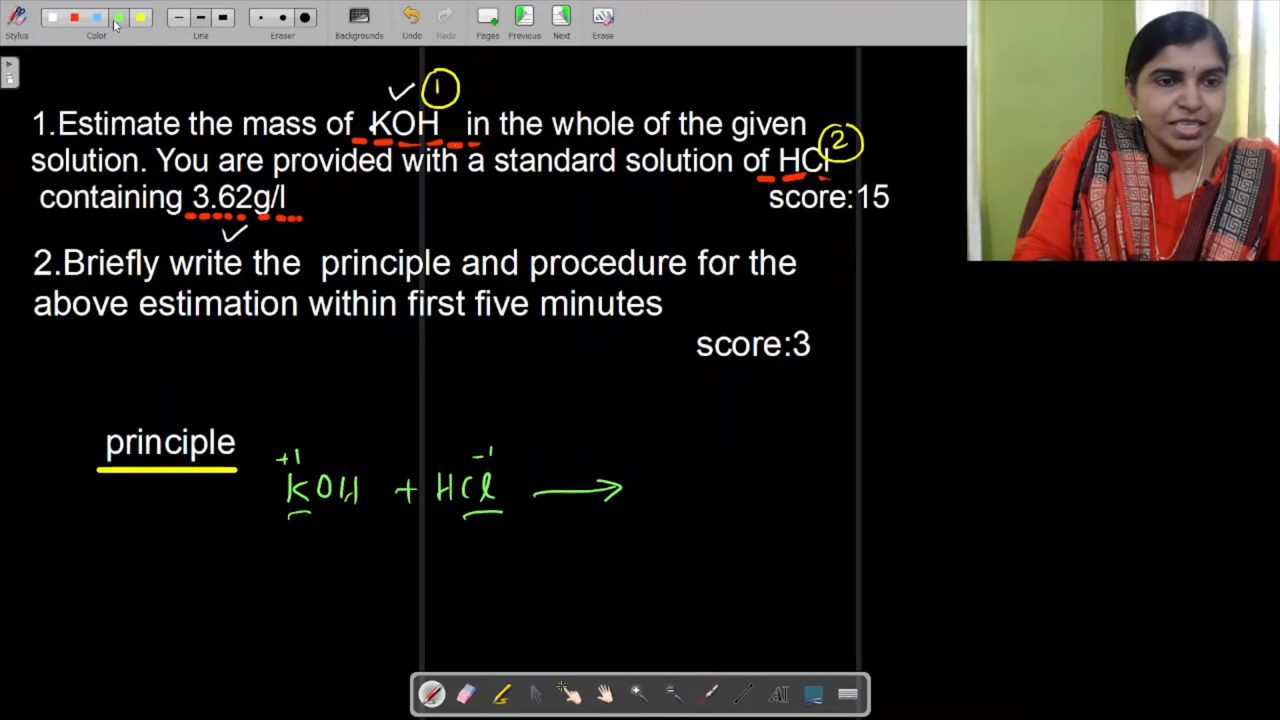 Stylus Color Line Eraser Backgrounds Undo Redo Pages Previous Next Erase
1
1.Estimate the mass of KOH in the whole of the given
2
solution. You are provided with a standard solution of HCl
containing 3.62g/l score:15
2.Briefly write the principle and procedure for the
above estimation within first five minutes
score:3
principle
+1 -1
KOH + HCl ⟶